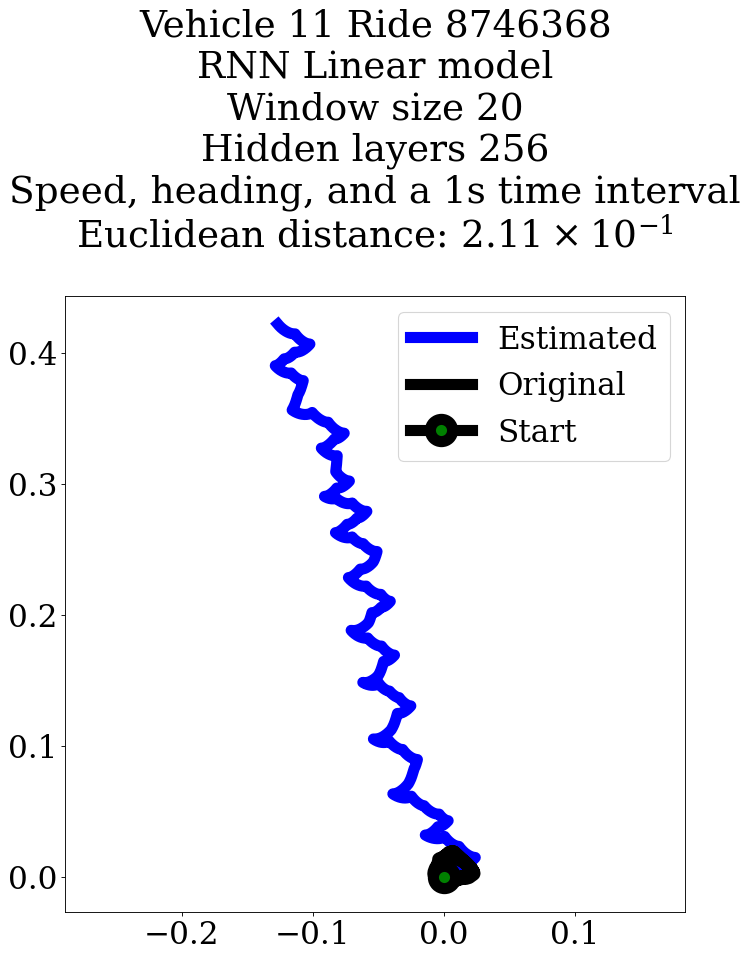 Vehicle 11 Ride 8746368
RNN Linear model
Window size 20
Hidden layers 256
Speed, heading, and a 1s time interval
Euclidean distance: 2.11 × 10⁻¹
Estimated
Original
Start
0.4
0.3
0.2
0.1
0.0
−0.2 −0.1 0.0 0.1